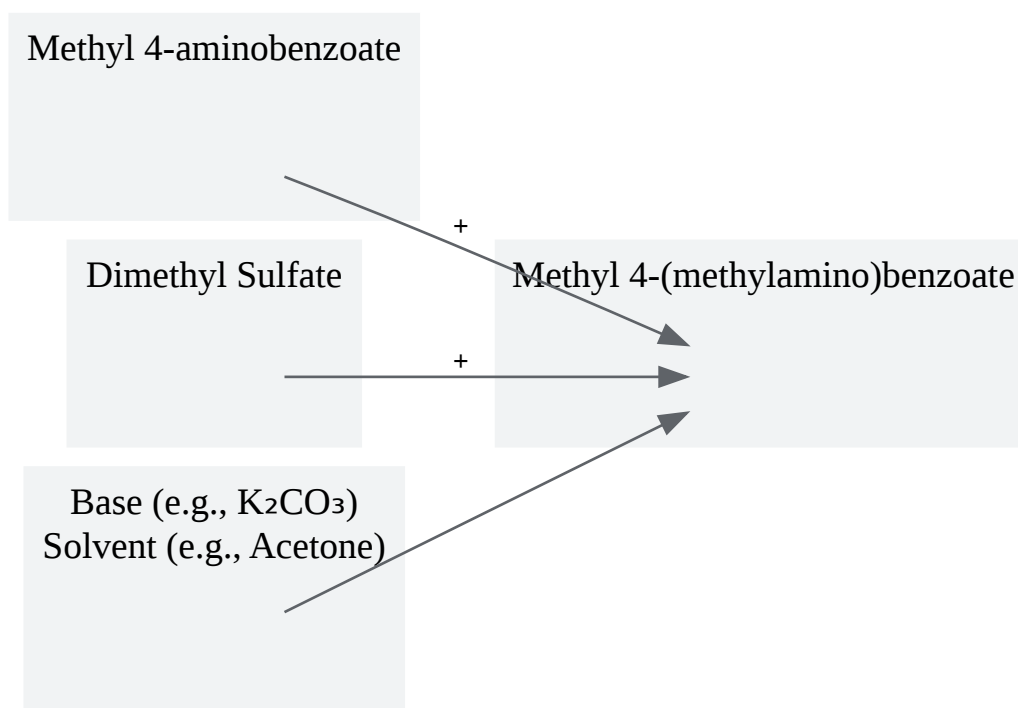 Methyl 4-aminobenzoate
+
Dimethyl Sulfate
Methyl 4-(methylamino)benzoate
+
Base (e.g., K₂CO₃)
Solvent (e.g., Acetone)